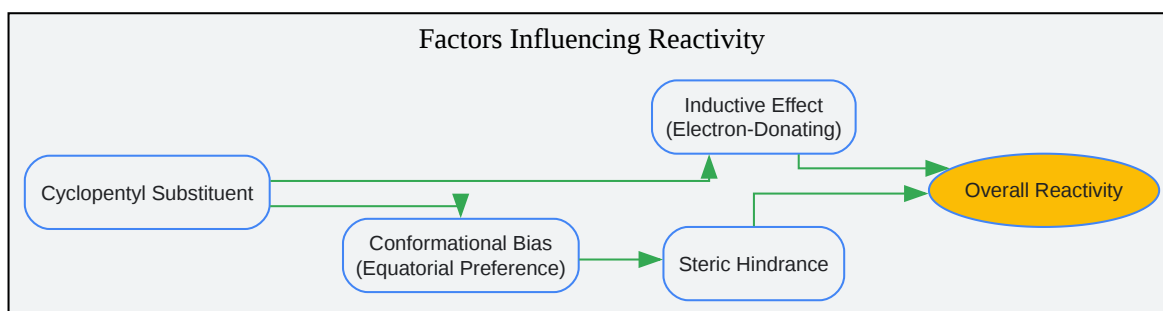 Factors Influencing Reactivity
Inductive Effect
(Electron-Donating)
Cyclopentyl Substituent
Overall Reactivity
Conformational Bias
(Equatorial Preference)
Steric Hindrance